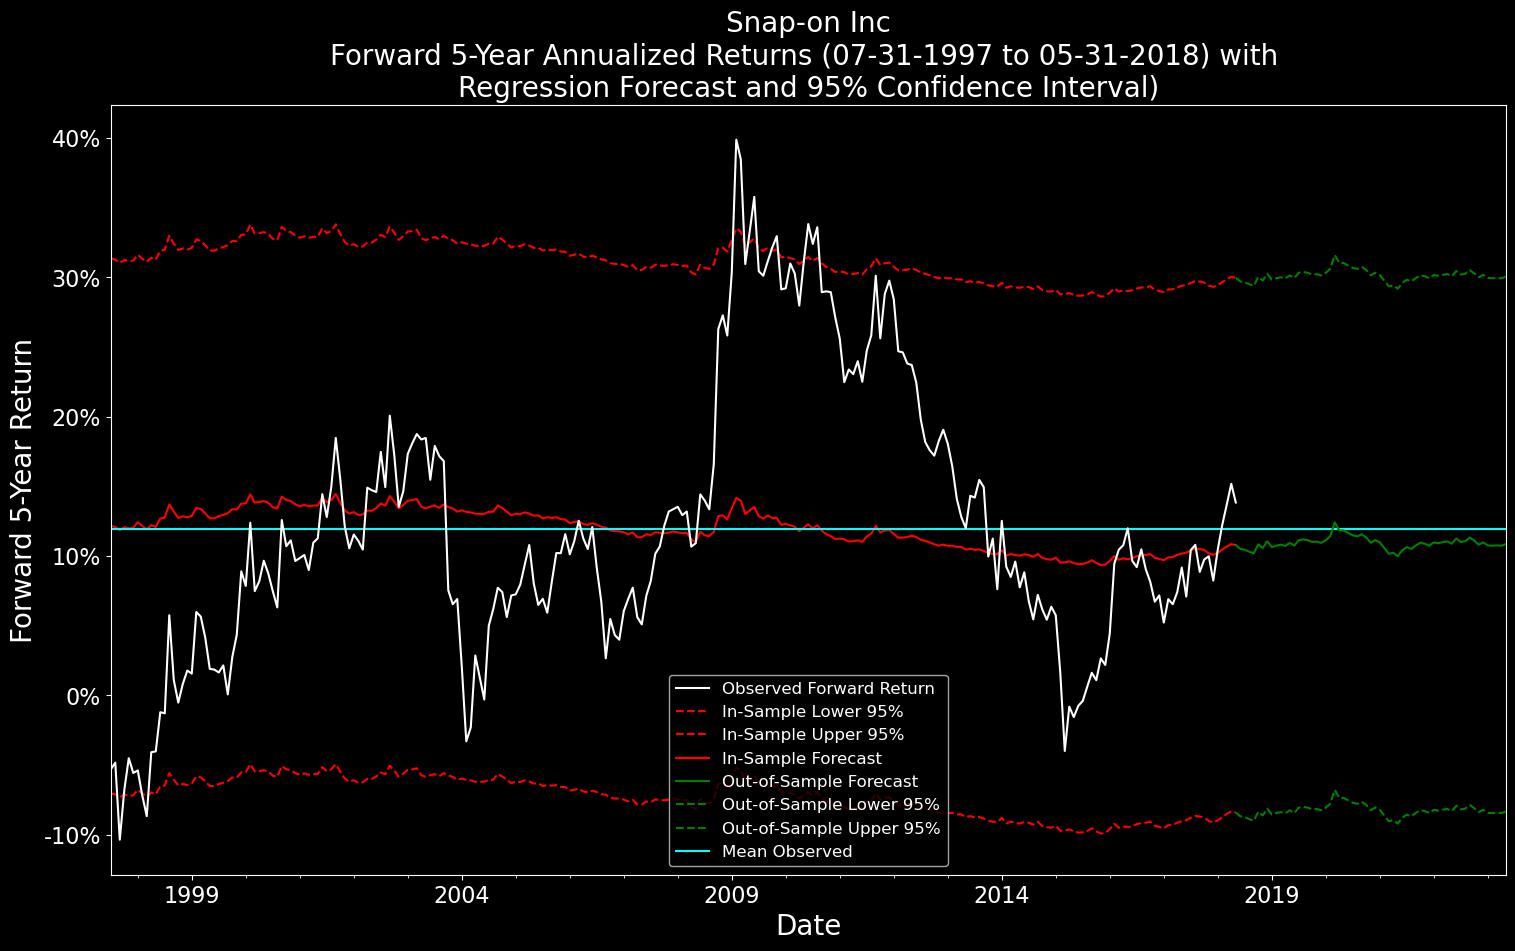 Snap-on Inc
Forward 5-Year Annualized Returns (07-31-1997 to 05-31-2018) with
Regression Forecast and 95% Confidence Interval)
Forward 5-Year Return
40%
30%
20%
10%
0%
-10%
Observed Forward Return
In-Sample Lower 95%
In-Sample Upper 95%
In-Sample Forecast
Out-of-Sample Forecast
Out-of-Sample Lower 95%
Out-of-Sample Upper 95%
Mean Observed
1999 2004 2009 2014 2019
Date